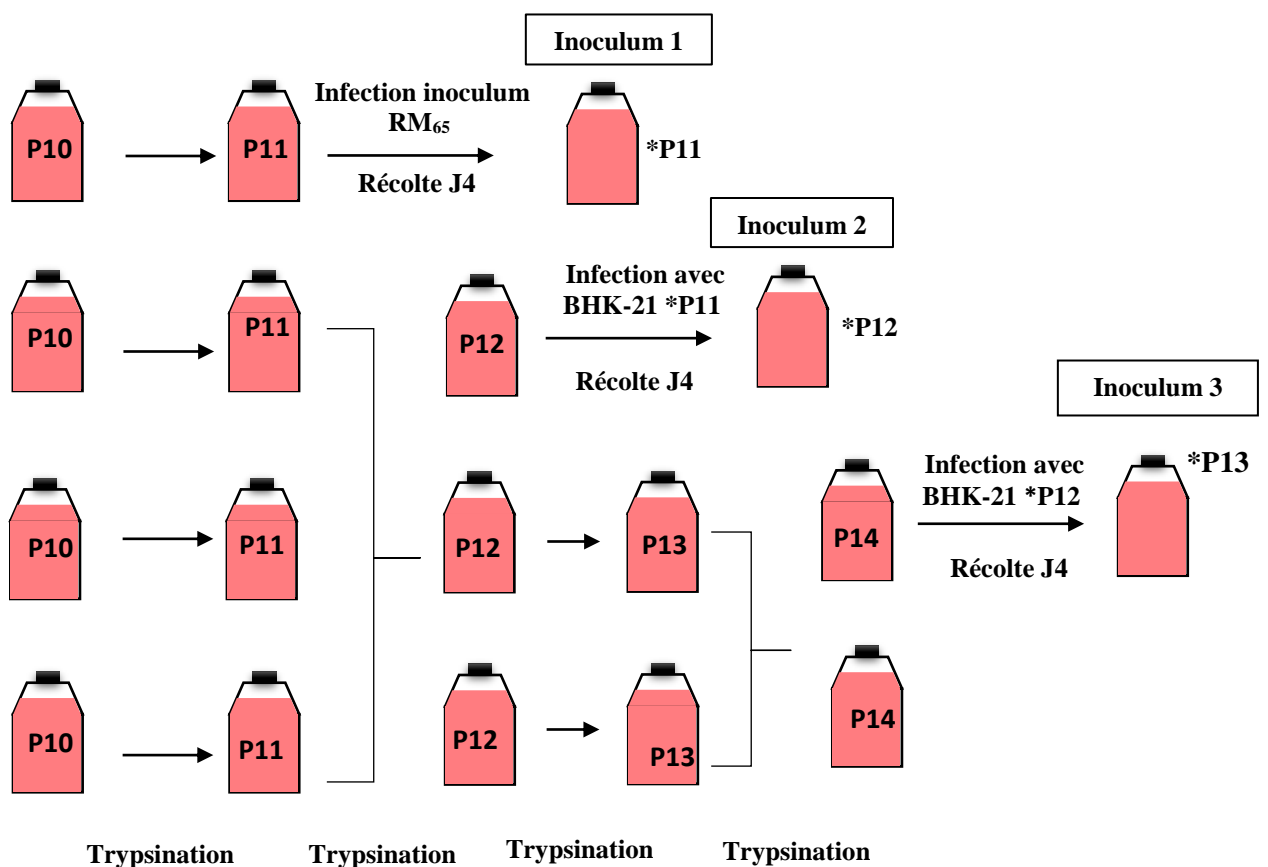 Inoculum 1
P10
P11
Infection inoculum
RM65
Récolte J4
*P11
Inoculum 2
P10
P11
P12
Infection avec
BHK-21 *P11
Récolte J4
*P12
Inoculum 3
P10
P11
P12
P13
P14
Infection avec
BHK-21 *P12
Récolte J4
*P13
P10
P11
P12
P13
P14
Trypsination
Trypsination
Trypsination
Trypsination